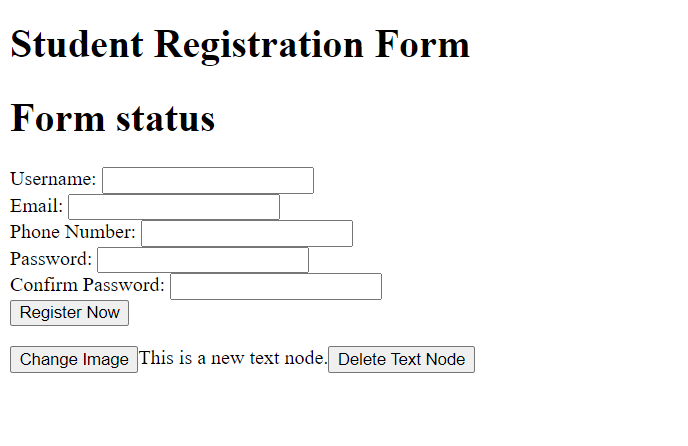 Student Registration Form
Form status
Username:
Email:
Phone Number:
Password:
Confirm Password:
Register Now
Change Image This is a new text node. Delete Text Node